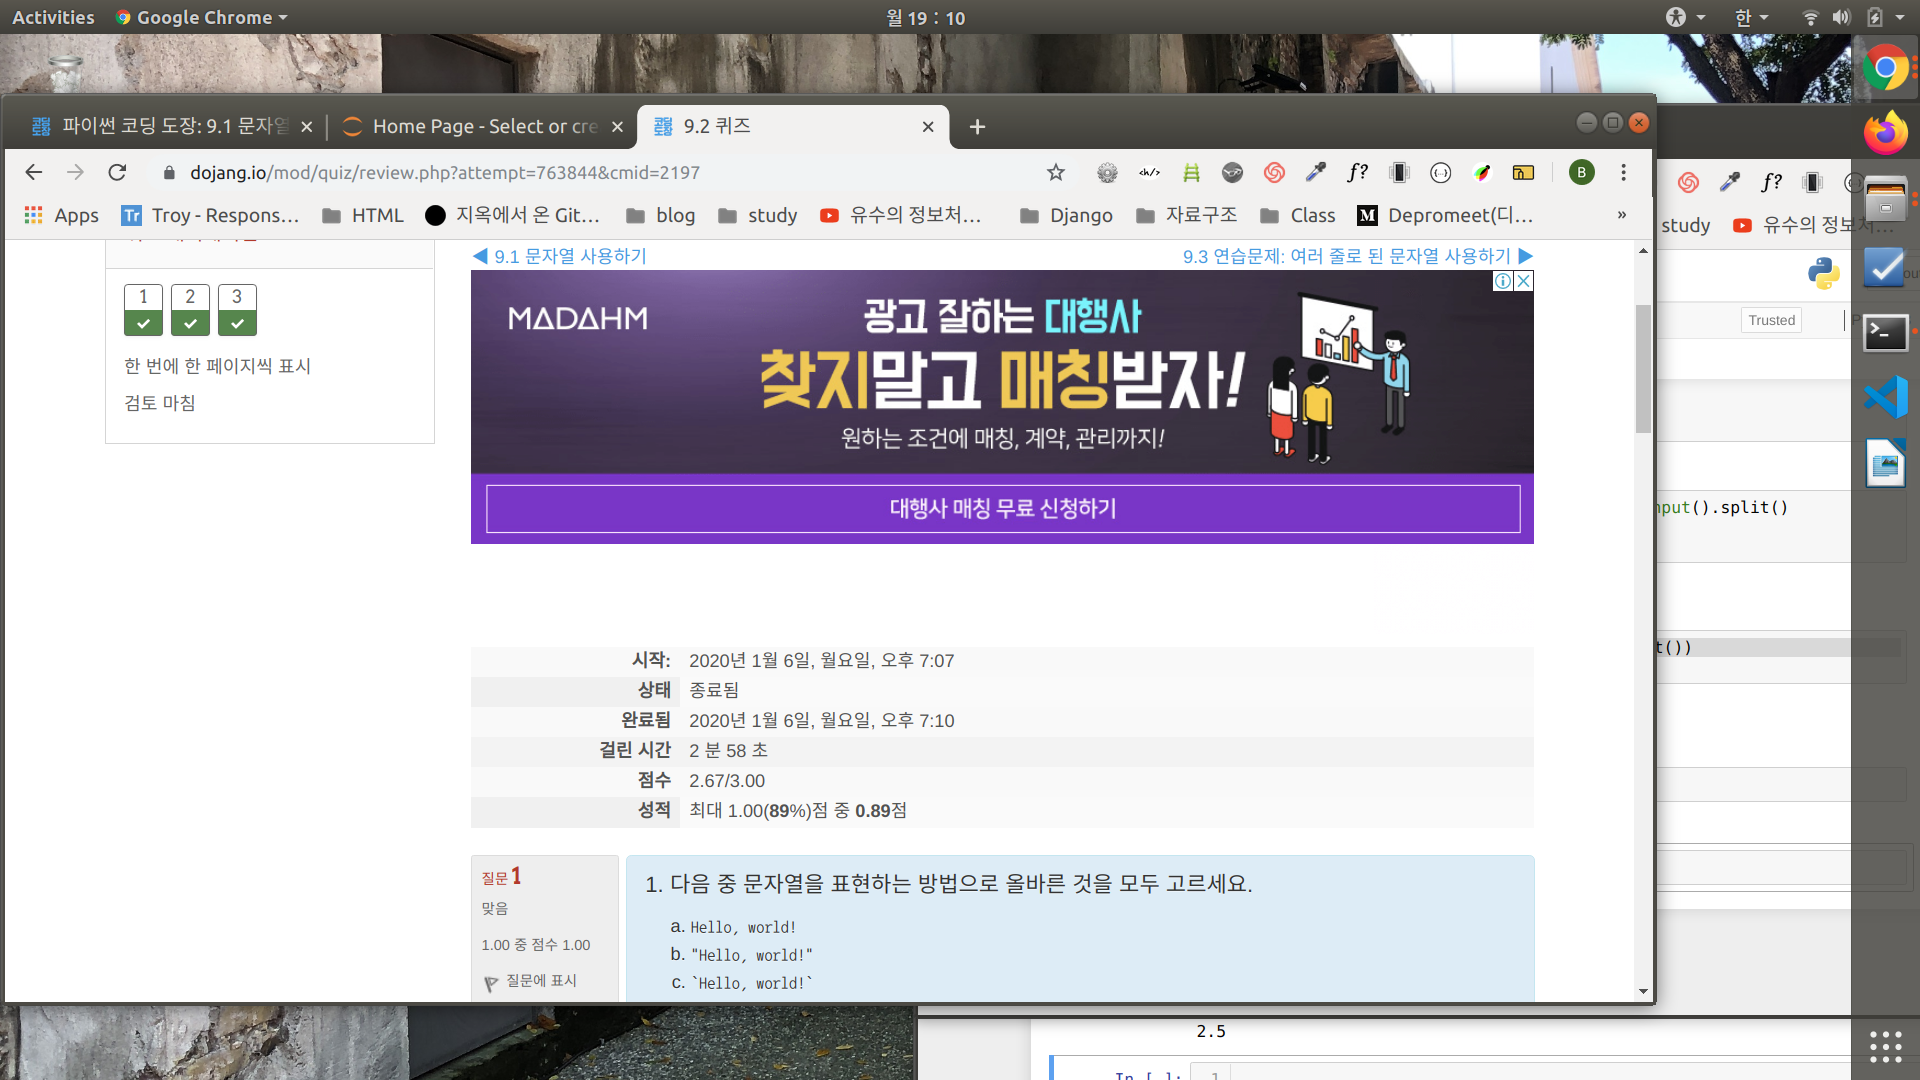 Activities
Google Chrome
월 19 : 10
한
파이썬 코딩 도장: 9.1 문자열
Home Page - Select or cre
9.2 퀴즈
dojang.io/mod/quiz/review.php?attempt=763844&cmid=2197
B
Apps
Troy - Respons...
HTML
지옥에서 온 Git...
blog
study
유수의 정보처...
Django
자료구조
Class
Depromeet(디...
»
study
유수의 정보처...
◀ 9.1 문자열 사용하기
9.3 연습문제: 여러 줄로 된 문자열 사용하기 ▶
1
2
3
한 번에 한 페이지씩 표시
검토 마침
MADAHM
광고 잘하는 대행사
찾지말고 매칭받자!
원하는 조건에 매칭, 계약, 관리까지!
대행사 매칭 무료 신청하기
Trusted
nput().split()
t())
시작: 2020년 1월 6일, 월요일, 오후 7:07
상태 종료됨
완료됨 2020년 1월 6일, 월요일, 오후 7:10
걸린 시간 2 분 58 초
점수 2.67/3.00
성적 최대 1.00(89%)점 중 0.89점
질문 1
맞음
1.00 중 점수 1.00
질문에 표시
1. 다음 중 문자열을 표현하는 방법으로 올바른 것을 모두 고르세요.
a. Hello, world!
b. "Hello, world!"
c. `Hello, world!`
2.5
In [ ]:
1